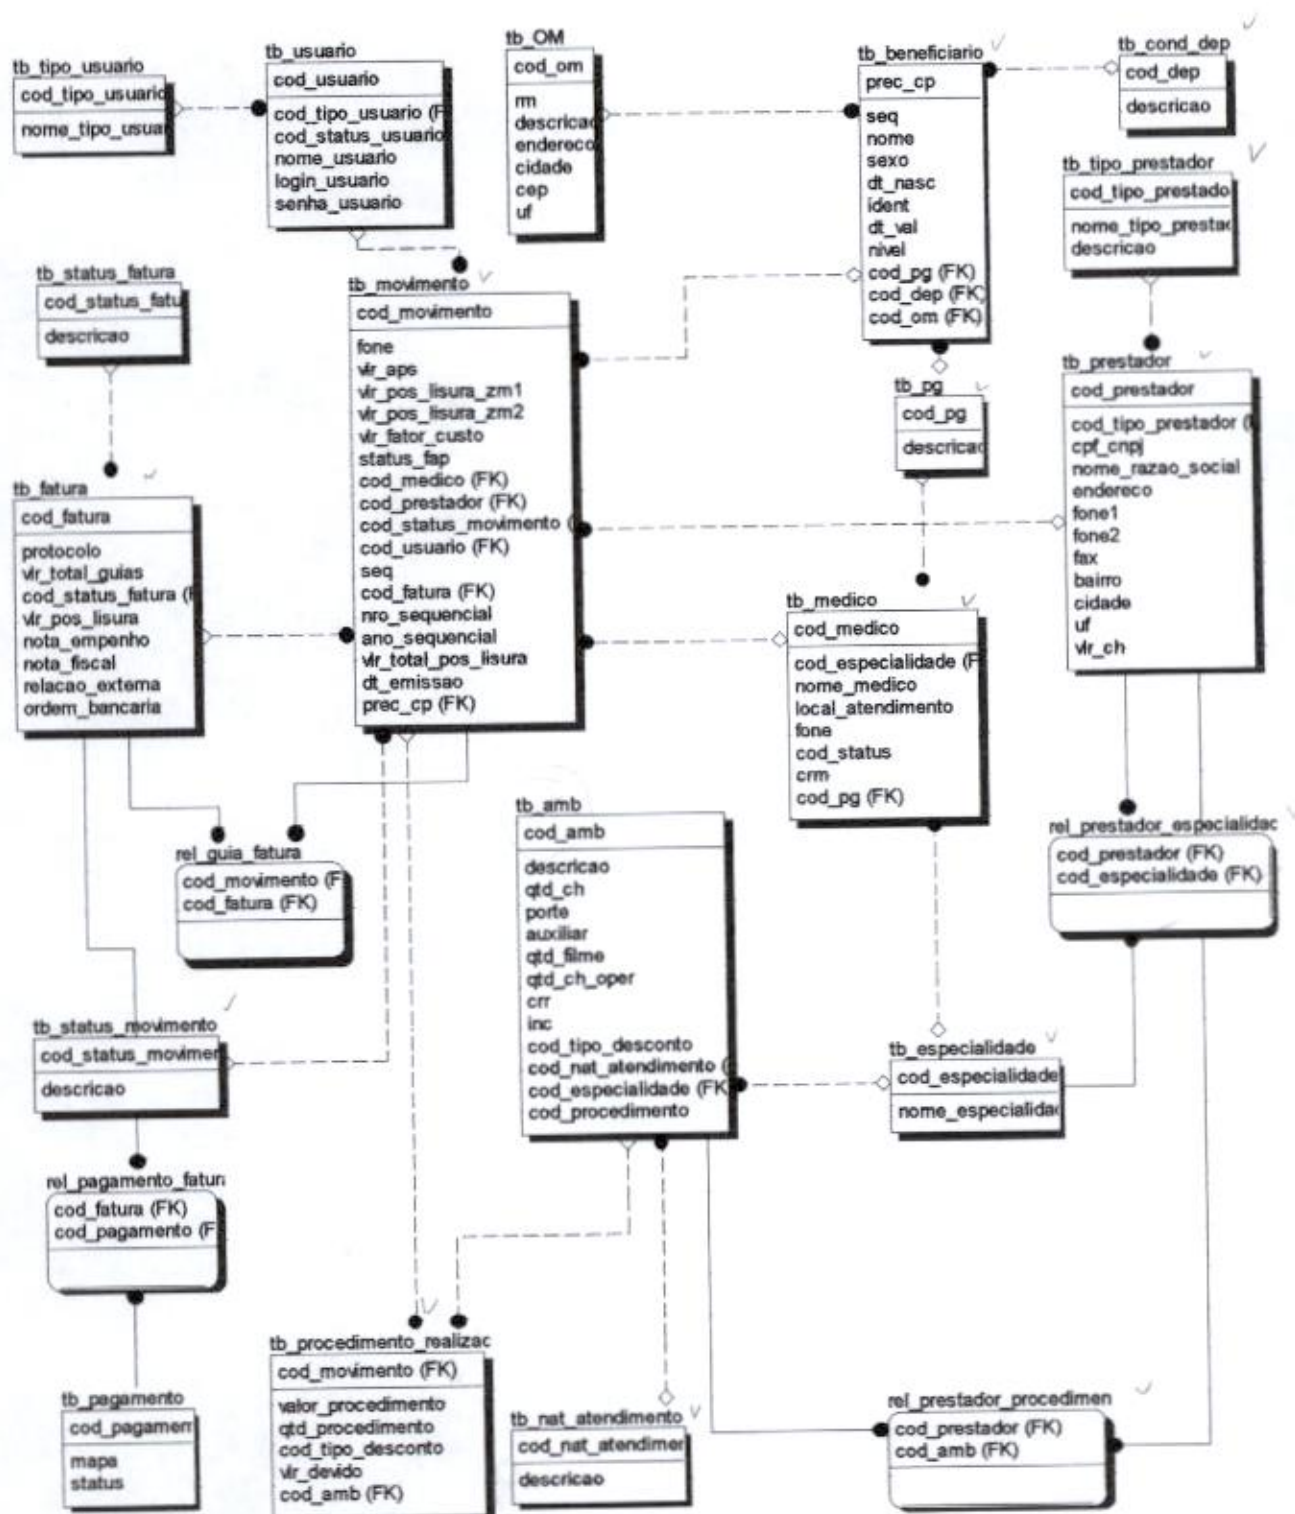 tb_tipo_usuario
cod_tipo_usuario
nome_tipo_usuar
tb_usuario
cod_usuario
cod_tipo_usuario (F
cod_status_usuario
nome_usuario
login_usuario
senha_usuario
tb_OM
cod_om
rm
descricao
endereco
cidade
cep
uf
tb_beneficiario
prec_cp
seq
nome
sexo
dt_nasc
ident
dt_val
nivel
cod_pg (FK)
cod_dep (FK)
cod_om (FK)
tb_cond_dep
cod_dep
descricao
tb_tipo_prestador
cod_tipo_prestado
nome_tipo_prestad
descricao
tb_status_fatura
cod_status_fatu
descricao
tb_movimento
cod_movimento
fone
vlr_aps
vlr_pos_lisura_zm1
vlr_pos_lisura_zm2
vlr_fator_custo
status_fap
cod_medico (FK)
cod_prestador (FK)
cod_status_movimento (
cod_usuario (FK)
seq
cod_fatura (FK)
nro_sequencial
ano_sequencial
vlr_total_pos_lisura
dt_emissao
prec_cp (FK)
tb_pg
cod_pg
descricao
tb_prestador
cod_prestador
cod_tipo_prestador (
cpf_cnpj
nome_razao_social
endereco
fone1
fone2
fax
bairro
cidade
uf
vlr_ch
tb_fatura
cod_fatura
protocolo
vlr_total_guias
cod_status_fatura (F
vlr_pos_lisura
nota_empenho
nota_fiscal
relacao_externa
ordem_bancaria
tb_medico
cod_medico
cod_especialidade (F
nome_medico
local_atendimento
fone
cod_status
crm
cod_pg (FK)
tb_amb
cod_amb
descricao
qtd_ch
porte
auxiliar
qtd_filme
qtd_ch_oper
crr
inc
cod_tipo_desconto
cod_nat_atendimento (
cod_especialidade (FK
cod_procedimento
rel_guia_fatura
cod_movimento (F
cod_fatura (FK)
rel_prestador_especialidac
cod_prestador (FK)
cod_especialidade (FK)
tb_status_movimento
cod_status_movimen
descricao
tb_especialidade
cod_especialidade
nome_especialidad
rel_pagamento_fatura
cod_fatura (FK)
cod_pagamento (F
tb_procedimento_realizac
cod_movimento (FK)
valor_procedimento
qtd_procedimento
cod_tipo_desconto
vlr_devido
cod_amb (FK)
tb_pagamento
cod_pagamen
mapa
status
tb_nat_atendimento
cod_nat_atendimen
descricao
rel_prestador_procedimen
cod_prestador (FK)
cod_amb (FK)